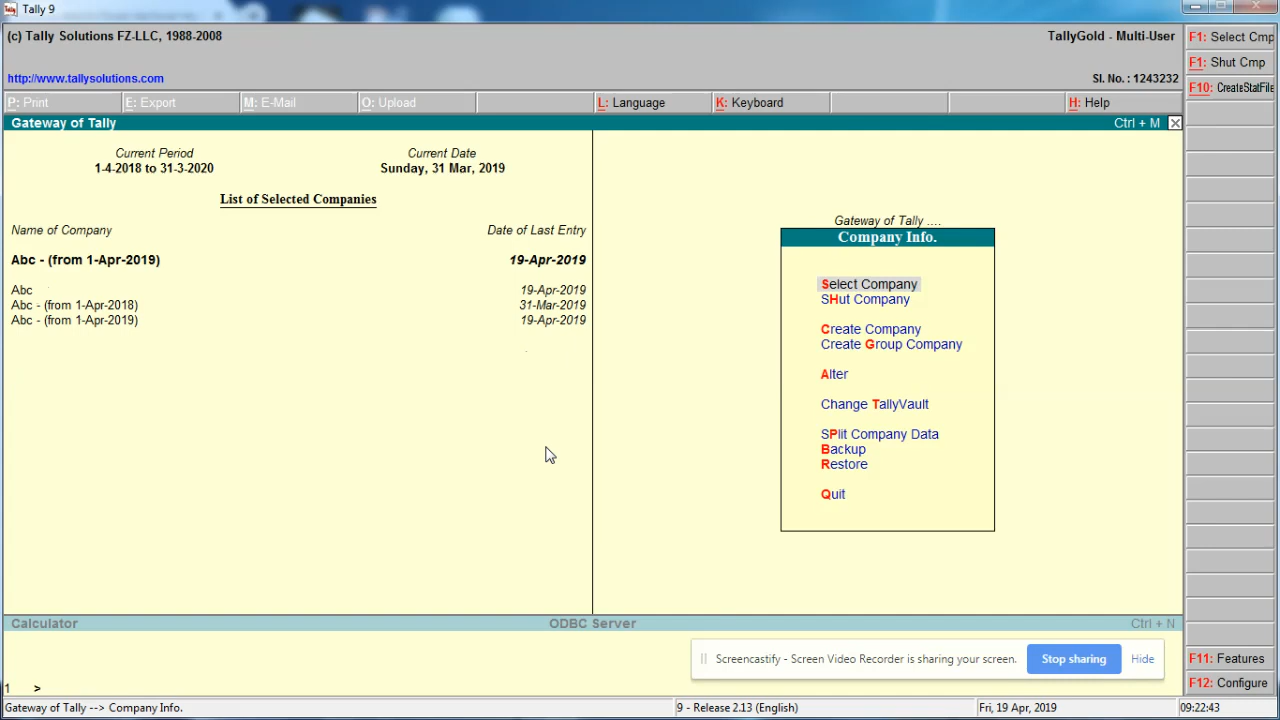 Tally 9
(c) Tally Solutions FZ-LLC, 1988-2008
TallyGold - Multi-User
http://www.tallysolutions.com
Sl. No. : 1243232
P: Print E: Export M: E-Mail O: Upload L: Language K: Keyboard H: Help
Gateway of Tally Ctrl + M
Current Period Current Date
1-4-2018 to 31-3-2020 Sunday, 31 Mar, 2019
List of Selected Companies
Name of Company Date of Last Entry
Abc - (from 1-Apr-2019) 19-Apr-2019
Abc 19-Apr-2019
Abc - (from 1-Apr-2018) 31-Mar-2019
Abc - (from 1-Apr-2019) 19-Apr-2019
Gateway of Tally ....
Company Info.
Select Company
SHut Company
Create Company
Create Group Company
Alter
Change TallyVault
SPlit Company Data
Backup
Restore
Quit
F1: Select Cmp
F1: Shut Cmp
F10: CreateStatFile
F11: Features
F12: Configure
Calculator ODBC Server Ctrl + N
Screencastify - Screen Video Recorder is sharing your screen. Stop sharing Hide
1 >
Gateway of Tally --> Company Info. 9 - Release 2.13 (English) Fri, 19 Apr, 2019 09:22:43